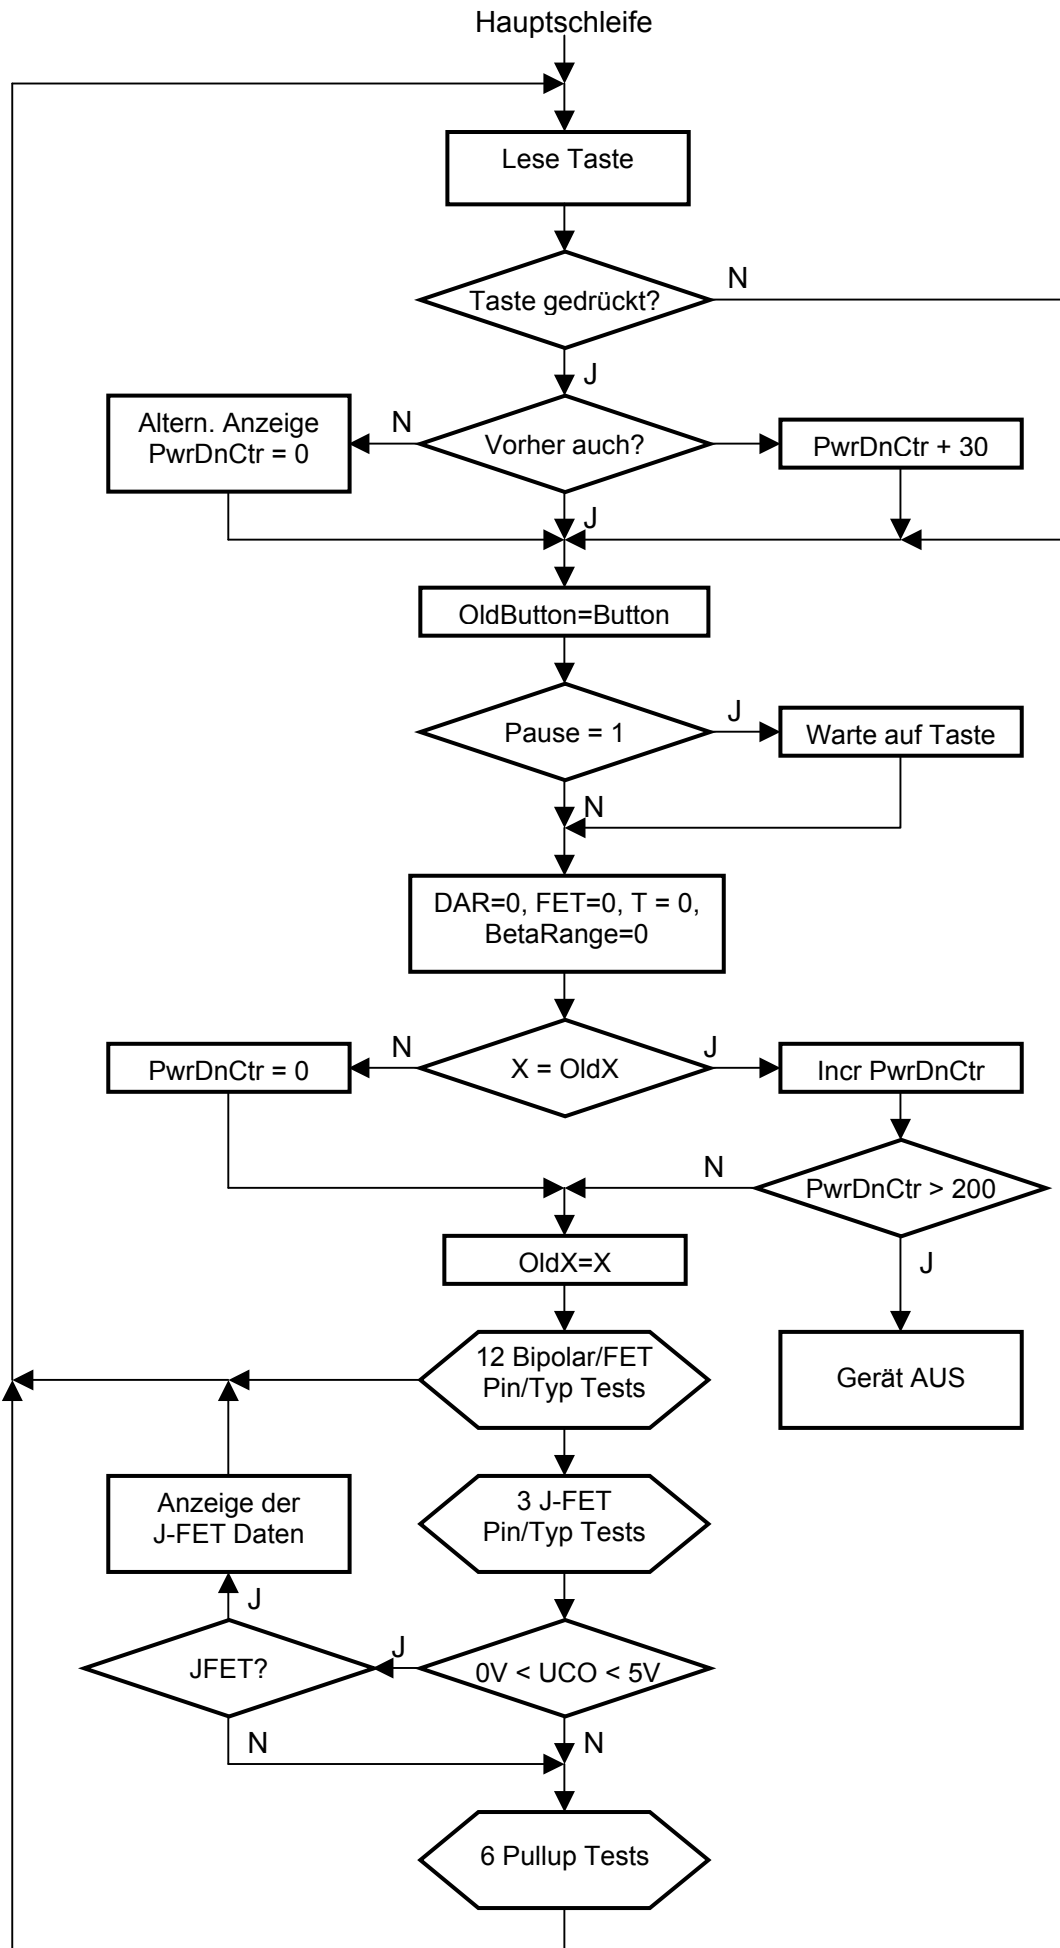 Hauptschleife
Lese Taste
Taste gedrückt?
N
J
Altern. Anzeige
PwrDnCtr = 0
N
Vorher auch?
PwrDnCtr + 30
J
OldButton=Button
Pause = 1
J
Warte auf Taste
N
DAR=0, FET=0, T = 0,
BetaRange=0
PwrDnCtr = 0
N
X = OldX
J
Incr PwrDnCtr
N
PwrDnCtr > 200
J
OldX=X
12 Bipolar/FET
Pin/Typ Tests
Gerät AUS
Anzeige der
J-FET Daten
3 J-FET
Pin/Typ Tests
J
JFET?
J
0V < UCO < 5V
N
N
6 Pullup Tests